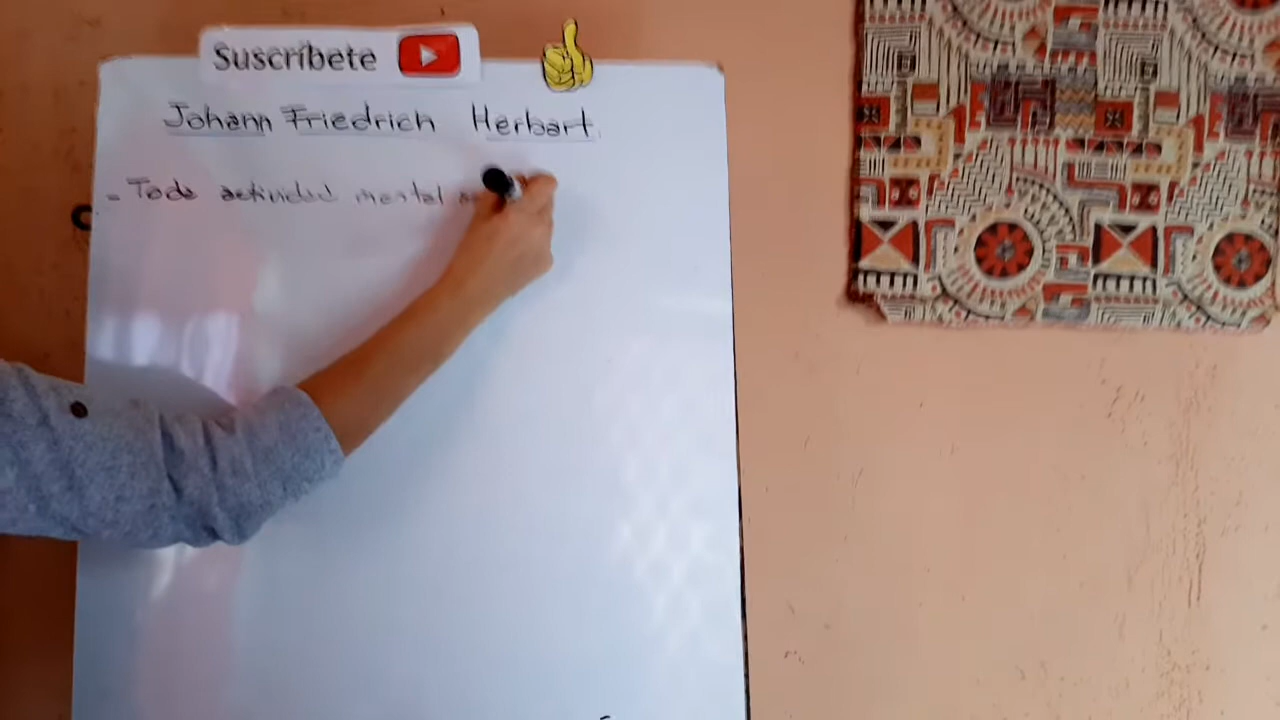 Suscríbete
Johann Friedrich Herbart
- Toda actividad mental